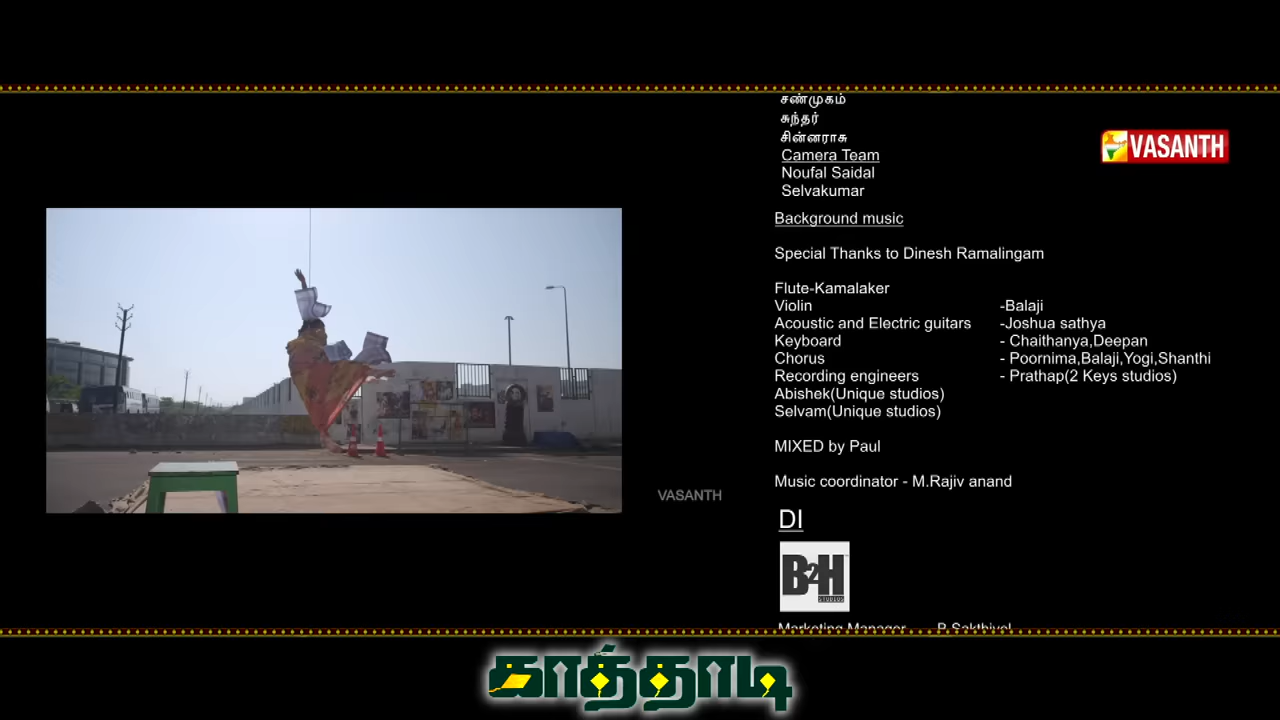 சண்முகம்
சுந்தர்
சின்னராசு
Camera Team
Noufal Saidal
Selvakumar
VASANTH
Background music
Special Thanks to Dinesh Ramalingam
Flute-Kamalaker
Violin -Balaji
Acoustic and Electric guitars -Joshua sathya
Keyboard - Chaithanya,Deepan
Chorus - Poornima,Balaji,Yogi,Shanthi
Recording engineers - Prathap(2 Keys studios)
Abishek(Unique studios)
Selvam(Unique studios)
MIXED by Paul
Music coordinator - M.Rajiv anand
VASANTH
DI
B2H
STUDIOS
Marketing Manager
காத்தாடி